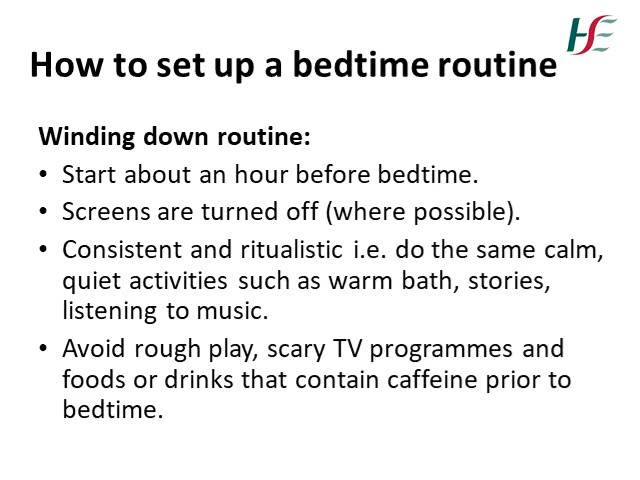 HSE
How to set up a bedtime routine
Winding down routine:
• Start about an hour before bedtime.
• Screens are turned off (where possible).
• Consistent and ritualistic i.e. do the same calm,
quiet activities such as warm bath, stories,
listening to music.
• Avoid rough play, scary TV programmes and
foods or drinks that contain caffeine prior to
bedtime.